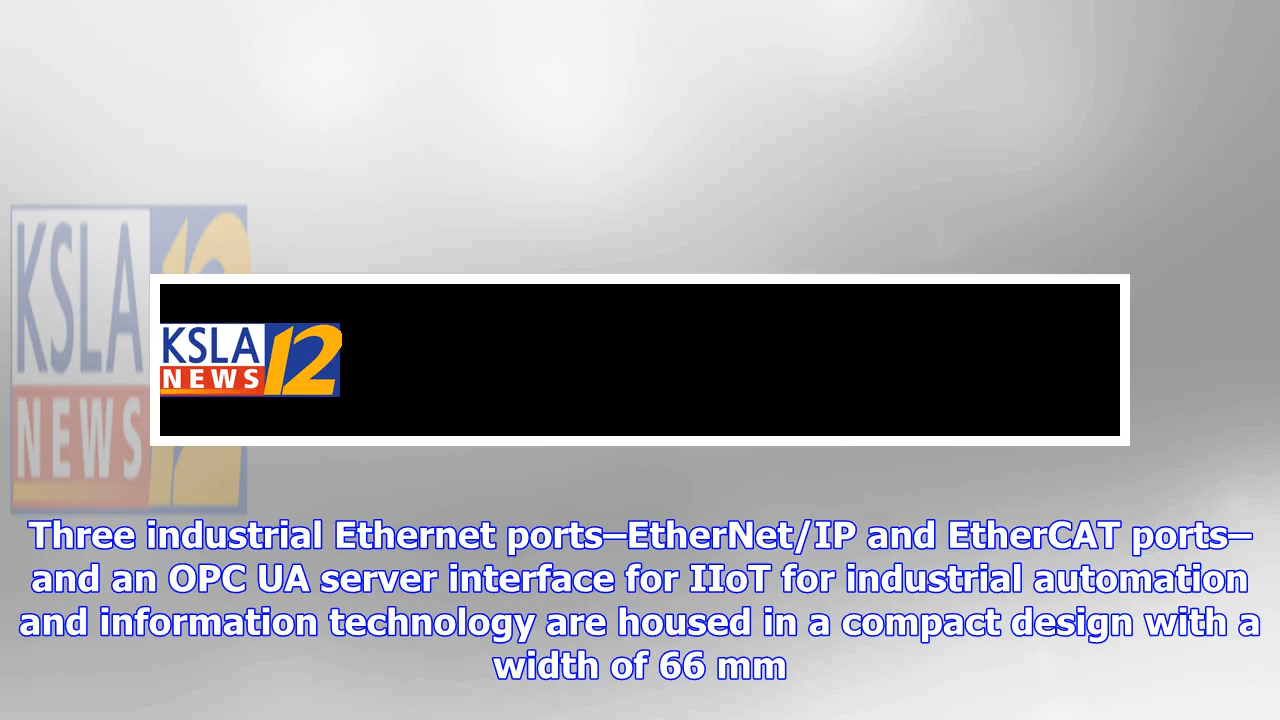 KSLA
NEWS 12
KSLA
NEWS 12
Three industrial Ethernet ports—EtherNet/IP and EtherCAT ports—
and an OPC UA server interface for IIoT for industrial automation
and information technology are housed in a compact design with a
width of 66 mm